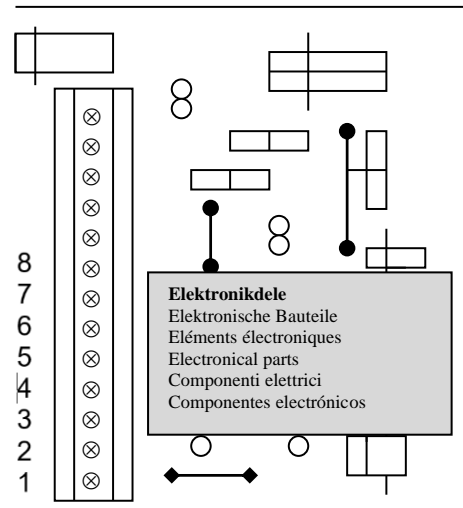 8
7
6
5
4
3
2
1
Elektronikdele
Elektronische Bauteile
Eléments électroniques
Electronical parts
Componenti elettrici
Componentes electrónicos